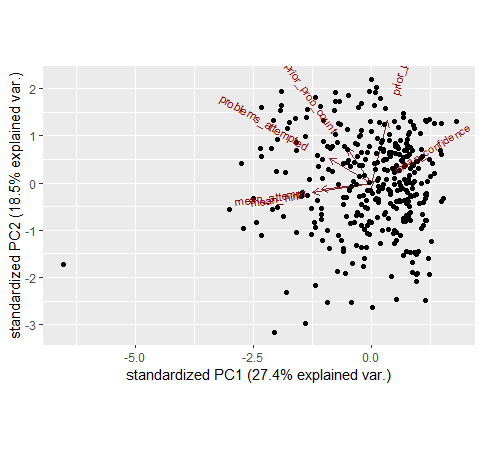 prior_prob_count
prior_
problems_attempted
confidence
mean_
2
1
0
-1
-2
-3
-5.0
-2.5
0.0
standardized PC1 (27.4% explained var.)
standardized PC2 (18.5% explained var.)